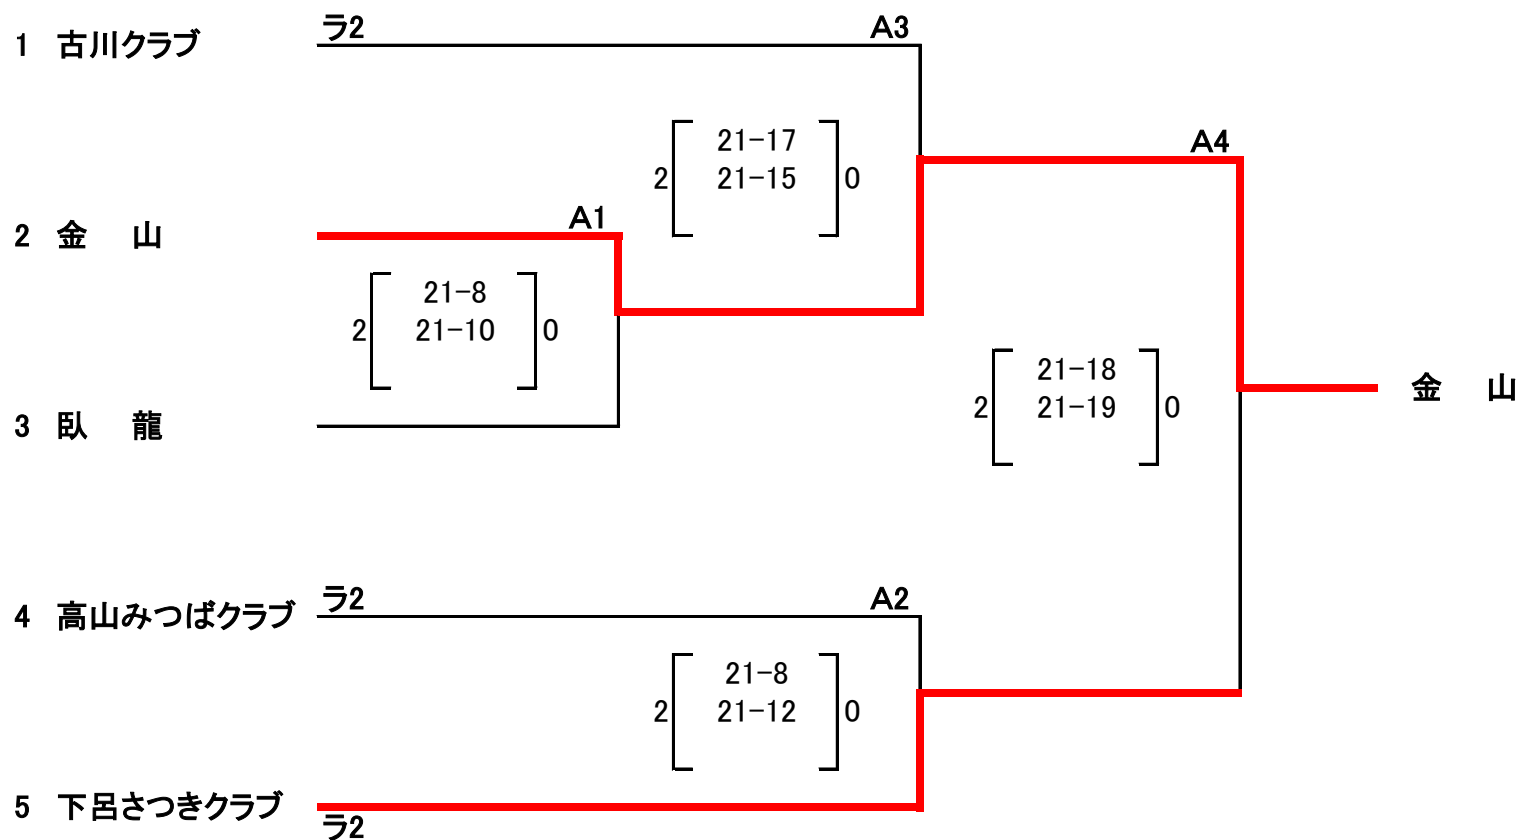 ラ2 A3
1 古川クラブ
21-17
2 21-15 0
A4
A1
2 金 山
21-8
2 21-10 0
21-18
2 21-19 0
金 山
3 臥 龍
ラ2 A2
4 高山みつばクラブ
21-8
2 21-12 0
5 下呂さつきクラブ
ラ2